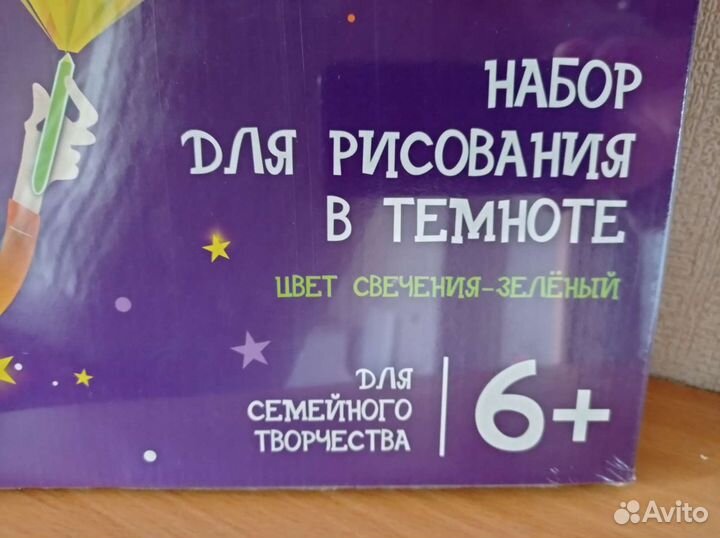 НАБОР
ДЛЯ РИСОВАНИЯ
В ТЕМНОТЕ
ЦВЕТ СВЕЧЕНИЯ-ЗЕЛЁНЫЙ
ДЛЯ
СЕМЕЙНОГО
ТВОРЧЕСТВА
6+
Avito